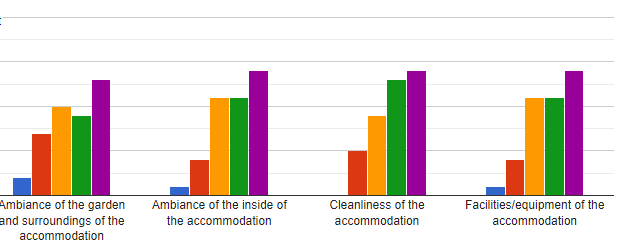 Ambiance of the garden
and surroundings of the
accommodation
Ambiance of the inside of
the accommodation
Cleanliness of the
accommodation
Facilities/equipment of the
accommodation